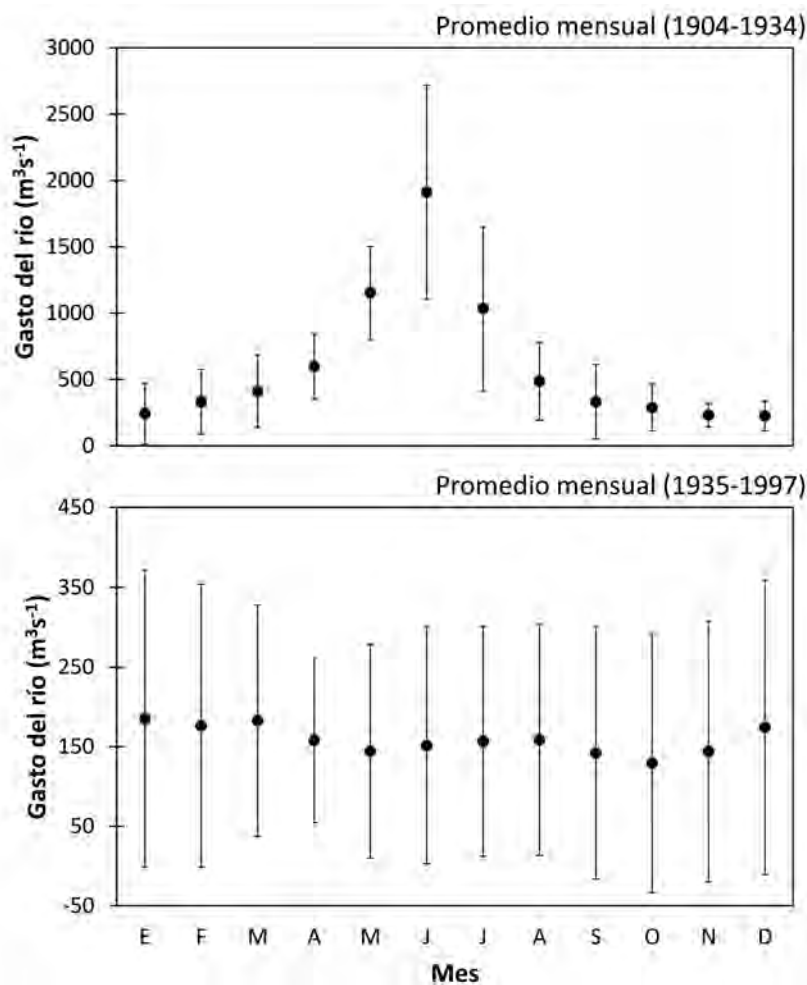 Promedio mensual (1904-1934)
Gasto del río (m³s⁻¹)
3000
2500
2000
1500
1000
500
0
Promedio mensual (1935-1997)
Gasto del río (m³s⁻¹)
450
350
250
150
50
-50
E F M A M J J A S O N D
Mes